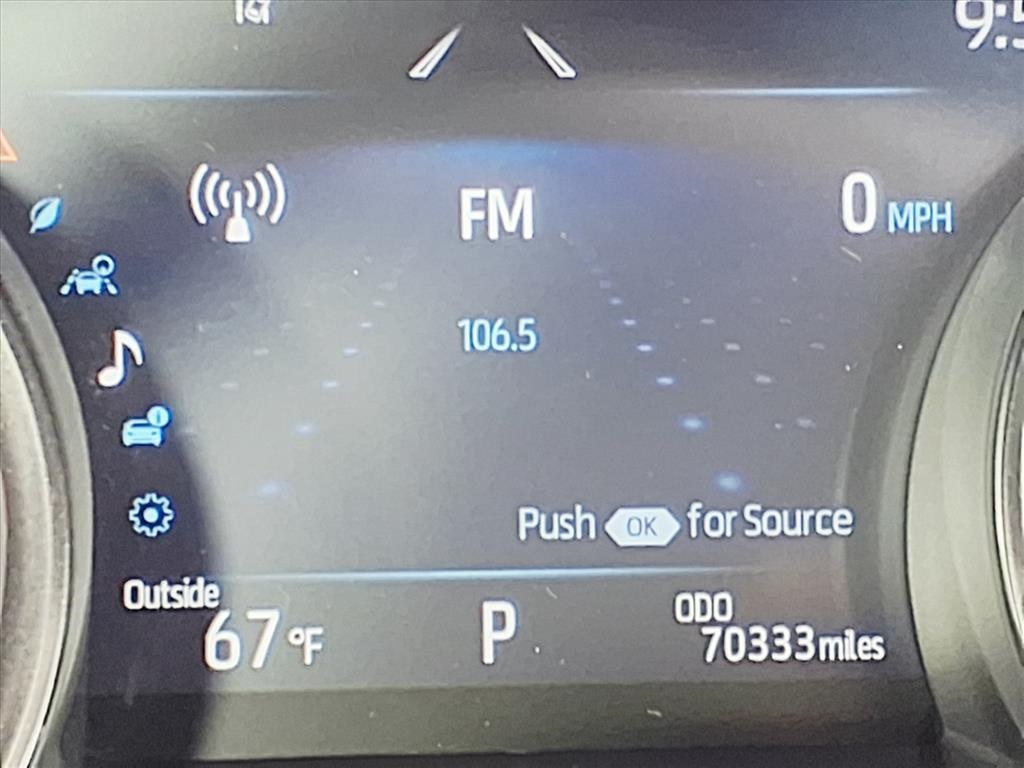 FM
0 MPH
106.5
Push OK for Source
Outside
67 °F
P
ODO
70333 miles